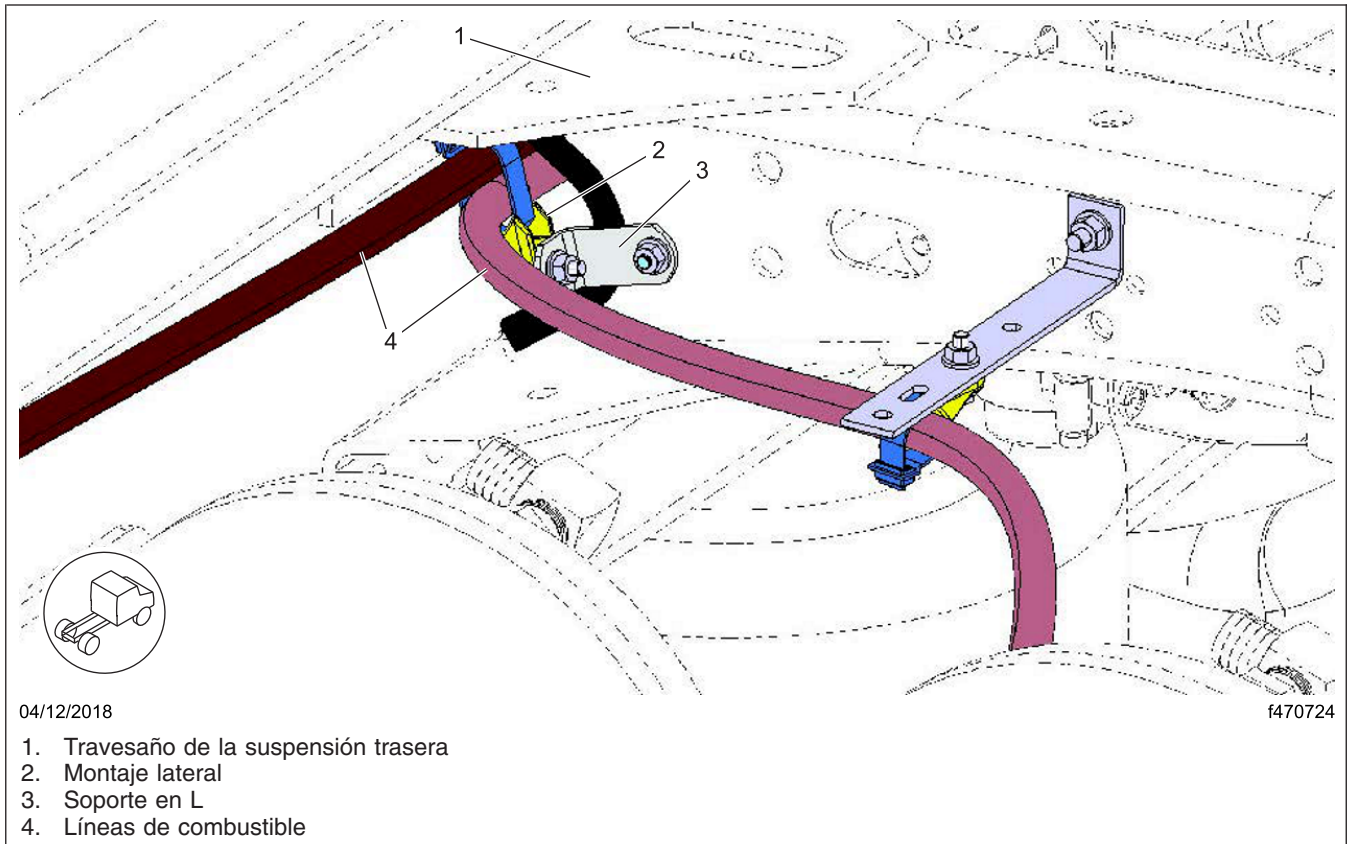 1
2
3
4
04/12/2018
f470724
1. Travesaño de la suspensión trasera
2. Montaje lateral
3. Soporte en L
4. Líneas de combustible